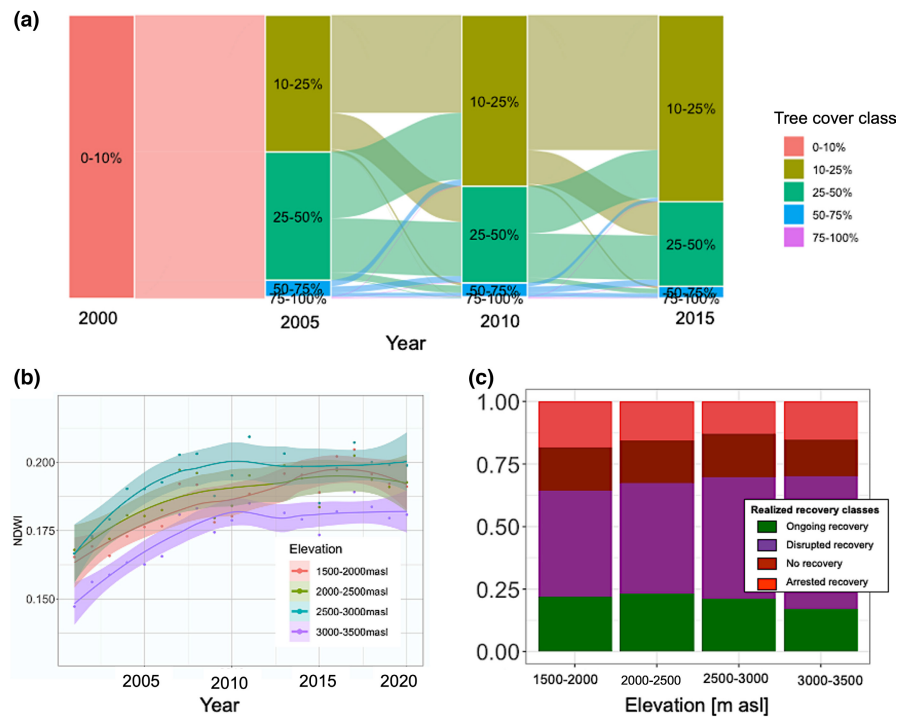 (a)
0-10%
10-25%
25-50%
50-75%
75-100%
10-25%
25-50%
50-75%
75-100%
10-25%
25-50%
50-75%
75-100%
2000
2005
2010
2015
Year
Tree cover class
0-10%
10-25%
25-50%
50-75%
75-100%
(b)
0.200
0.175
0.150
NDWI
Elevation
1500-2000masl
2000-2500masl
2500-3000masl
3000-3500masl
2005 2010 2015 2020
Year
(c)
1.00
0.75
0.50
0.25
0.00
Realized recovery classes
Ongoing recovery
Disrupted recovery
No recovery
Arrested recovery
1500-2000 2000-2500 2500-3000 3000-3500
Elevation [m asl]